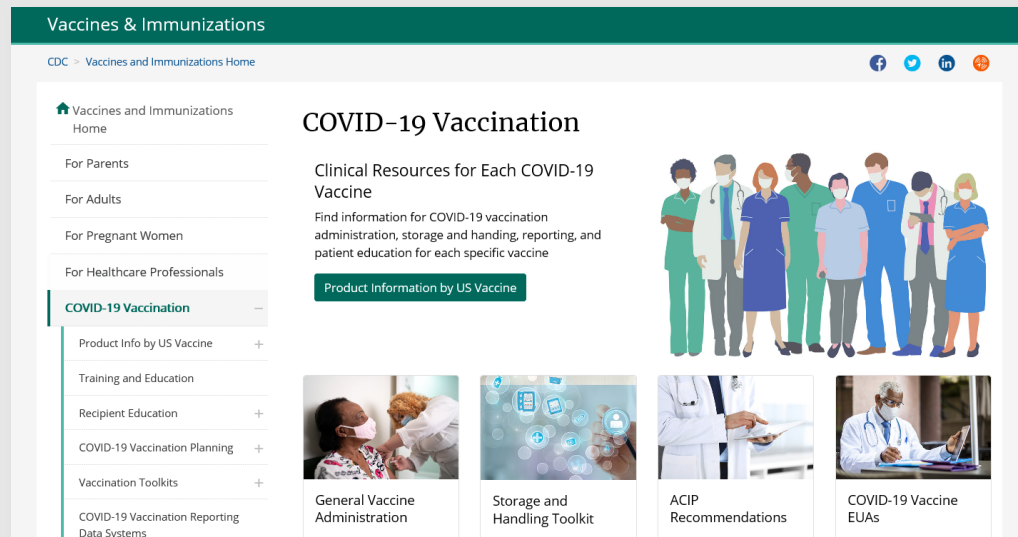 Vaccines & Immunizations
CDC > Vaccines and Immunizations Home
Vaccines and Immunizations
Home
For Parents
For Adults
For Pregnant Women
For Healthcare Professionals
COVID-19 Vaccination
Product Info by US Vaccine
Training and Education
Recipient Education
COVID-19 Vaccination Planning
Vaccination Toolkits
COVID-19 Vaccination Reporting
Data Systems
COVID-19 Vaccination
Clinical Resources for Each COVID-19
Vaccine
Find information for COVID-19 vaccination
administration, storage and handing, reporting, and
patient education for each specific vaccine
Product Information by US Vaccine
General Vaccine
Administration
Storage and
Handling Toolkit
ACIP
Recommendations
COVID-19 Vaccine
EUAs